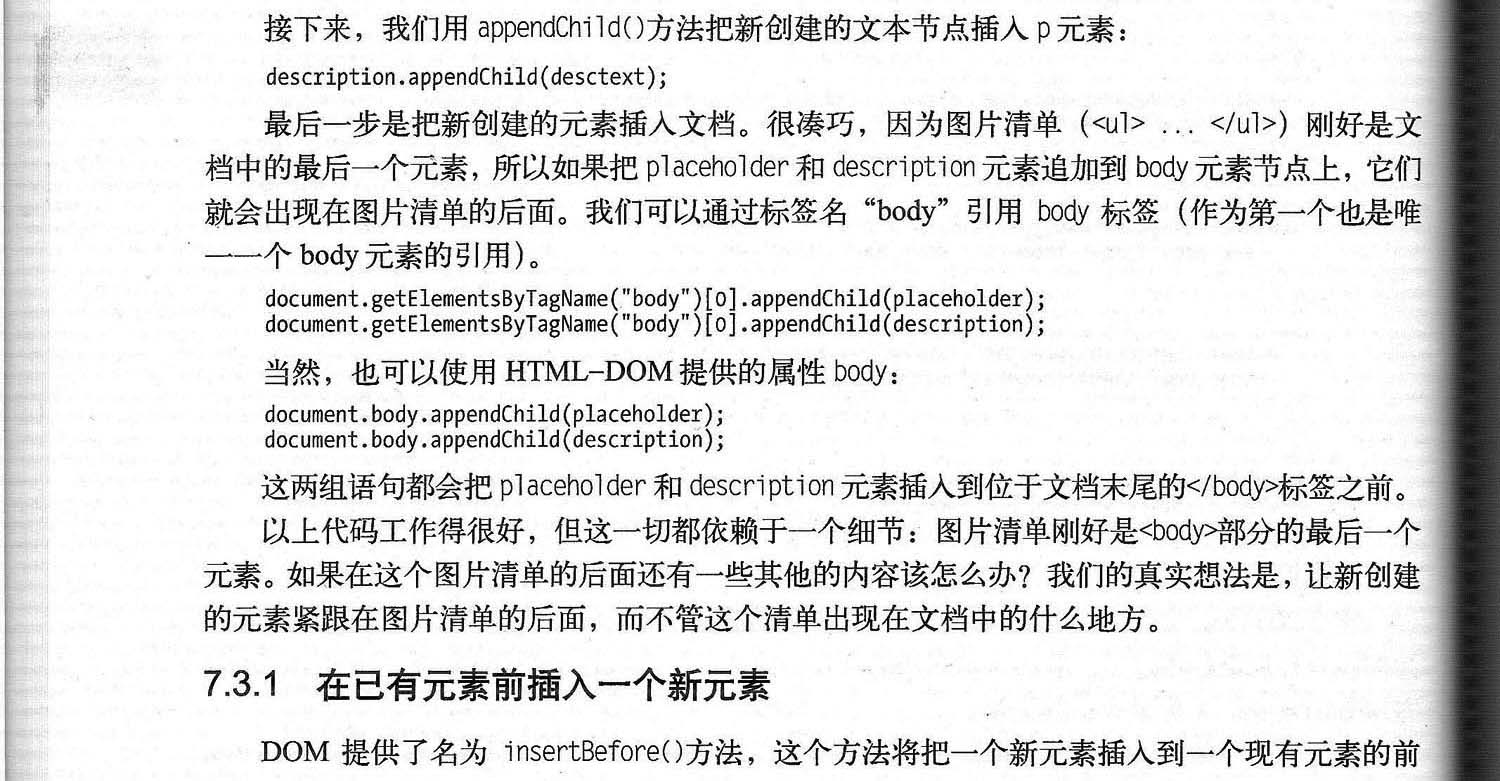 接下来，我们用 appendChild()方法把新创建的文本节点插入 p 元素：
description.appendChild(desctext);
最后一步是把新创建的元素插入文档。很凑巧，因为图片清单（<ul> ... </ul>）刚好是文
档中的最后一个元素，所以如果把 placeholder 和 description 元素追加到 body 元素节点上，它们
就会出现在图片清单的后面。我们可以通过标签名“body”引用 body 标签（作为第一个也是唯
一一个 body 元素的引用）。
document.getElementsByTagName("body")[0].appendChild(placeholder);
document.getElementsByTagName("body")[0].appendChild(description);
当然，也可以使用 HTML-DOM 提供的属性 body：
document.body.appendChild(placeholder);
document.body.appendChild(description);
这两组语句都会把 placeholder 和 description 元素插入到位于文档末尾的</body>标签之前。
以上代码工作得很好，但这一切都依赖于一个细节：图片清单刚好是<body>部分的最后一个
元素。如果在这个图片清单的后面还有一些其他的内容该怎么办？我们的真实想法是，让新创建
的元素紧跟在图片清单的后面，而不管这个清单出现在文档中的什么地方。
7.3.1 在已有元素前插入一个新元素
DOM 提供了名为 insertBefore()方法，这个方法将把一个新元素插入到一个现有元素的前